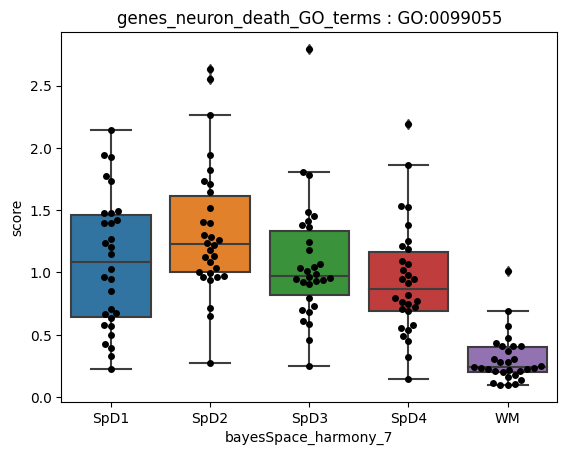 genes_neuron_death_GO_terms : GO:0099055
score
2.5
2.0
1.5
1.0
0.5
0.0
SpD1 SpD2 SpD3 SpD4 WM
bayesSpace_harmony_7